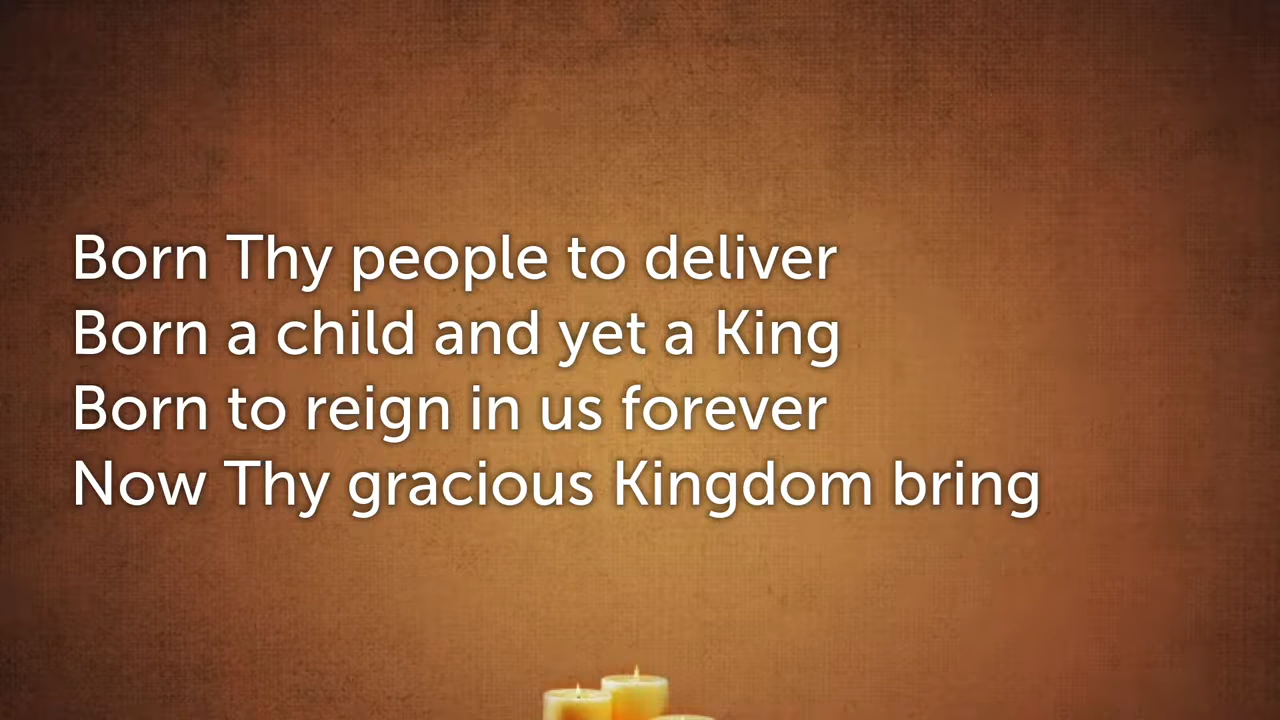 Born Thy people to deliver
Born a child and yet a King
Born to reign in us forever
Now Thy gracious Kingdom bring